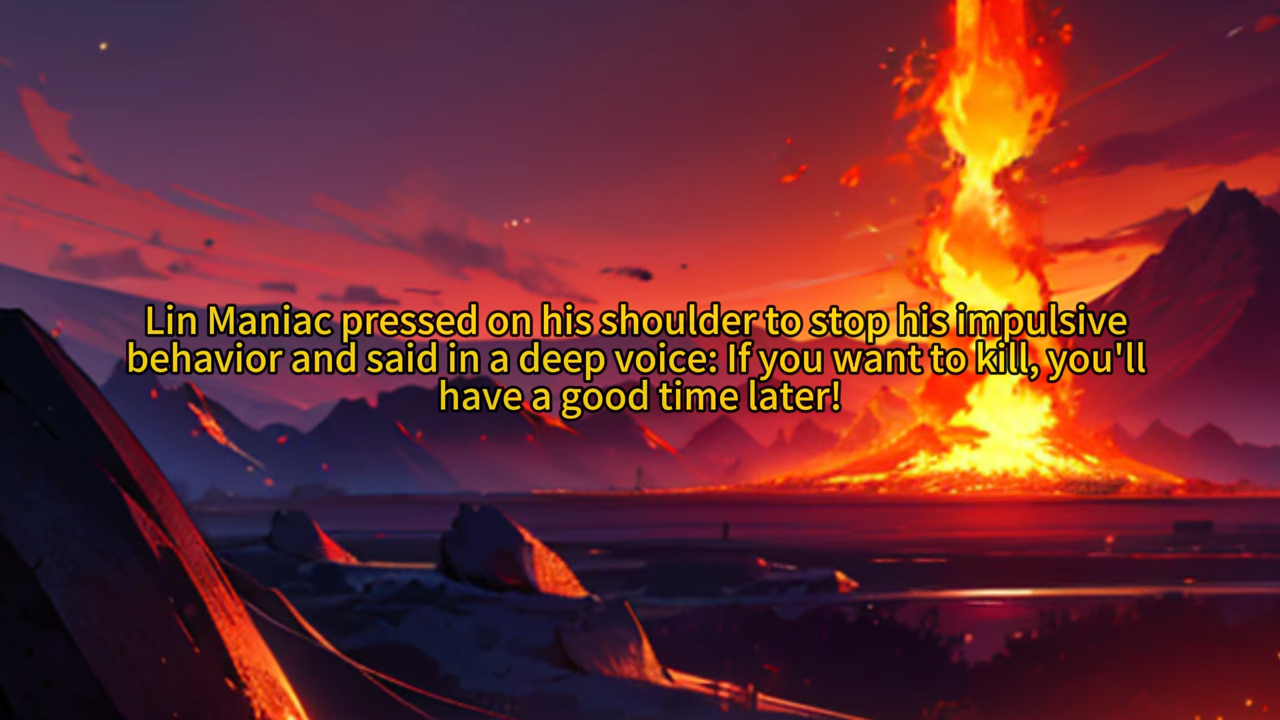 Lin Maniac pressed on his shoulder to stop his impulsive
behavior and said in a deep voice: If you want to kill, you'll
have a good time later!